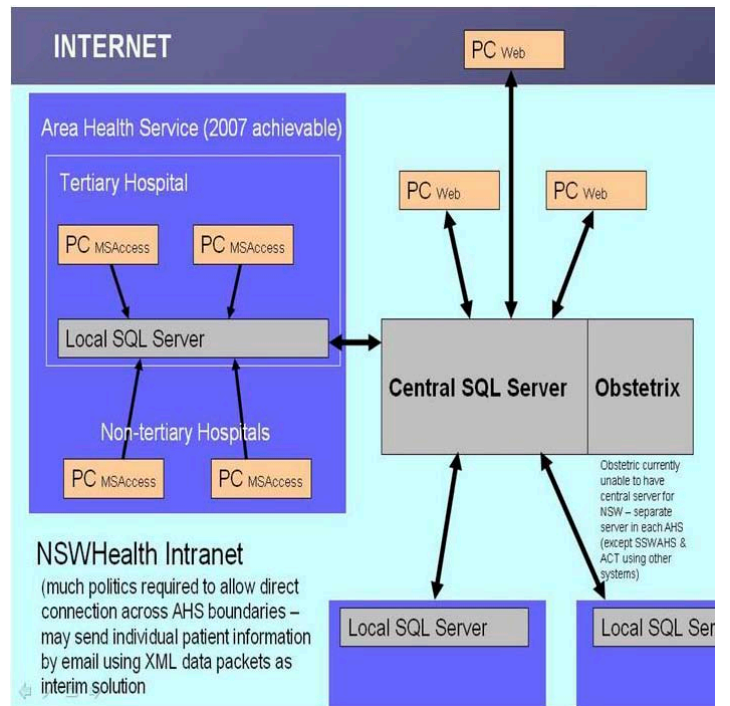 INTERNET
PC Web
Area Health Service (2007 achievable)
Tertiary Hospital
PC MSAccess
PC MSAccess
Local SQL Server
Non-tertiary Hospitals
PC MSAccess
PC MSAccess
PC Web
PC Web
Central SQL Server
Obstetrix
Obstetric currently
unable to have
central server for
NSW – separate
server in each AHS
(except SSWAHS &
ACT using other
systems)
NSWHealth Intranet
(much politics required to allow direct
connection across AHS boundaries –
may send individual patient information
by email using XML data packets as
interim solution
Local SQL Server
Local SQL Ser